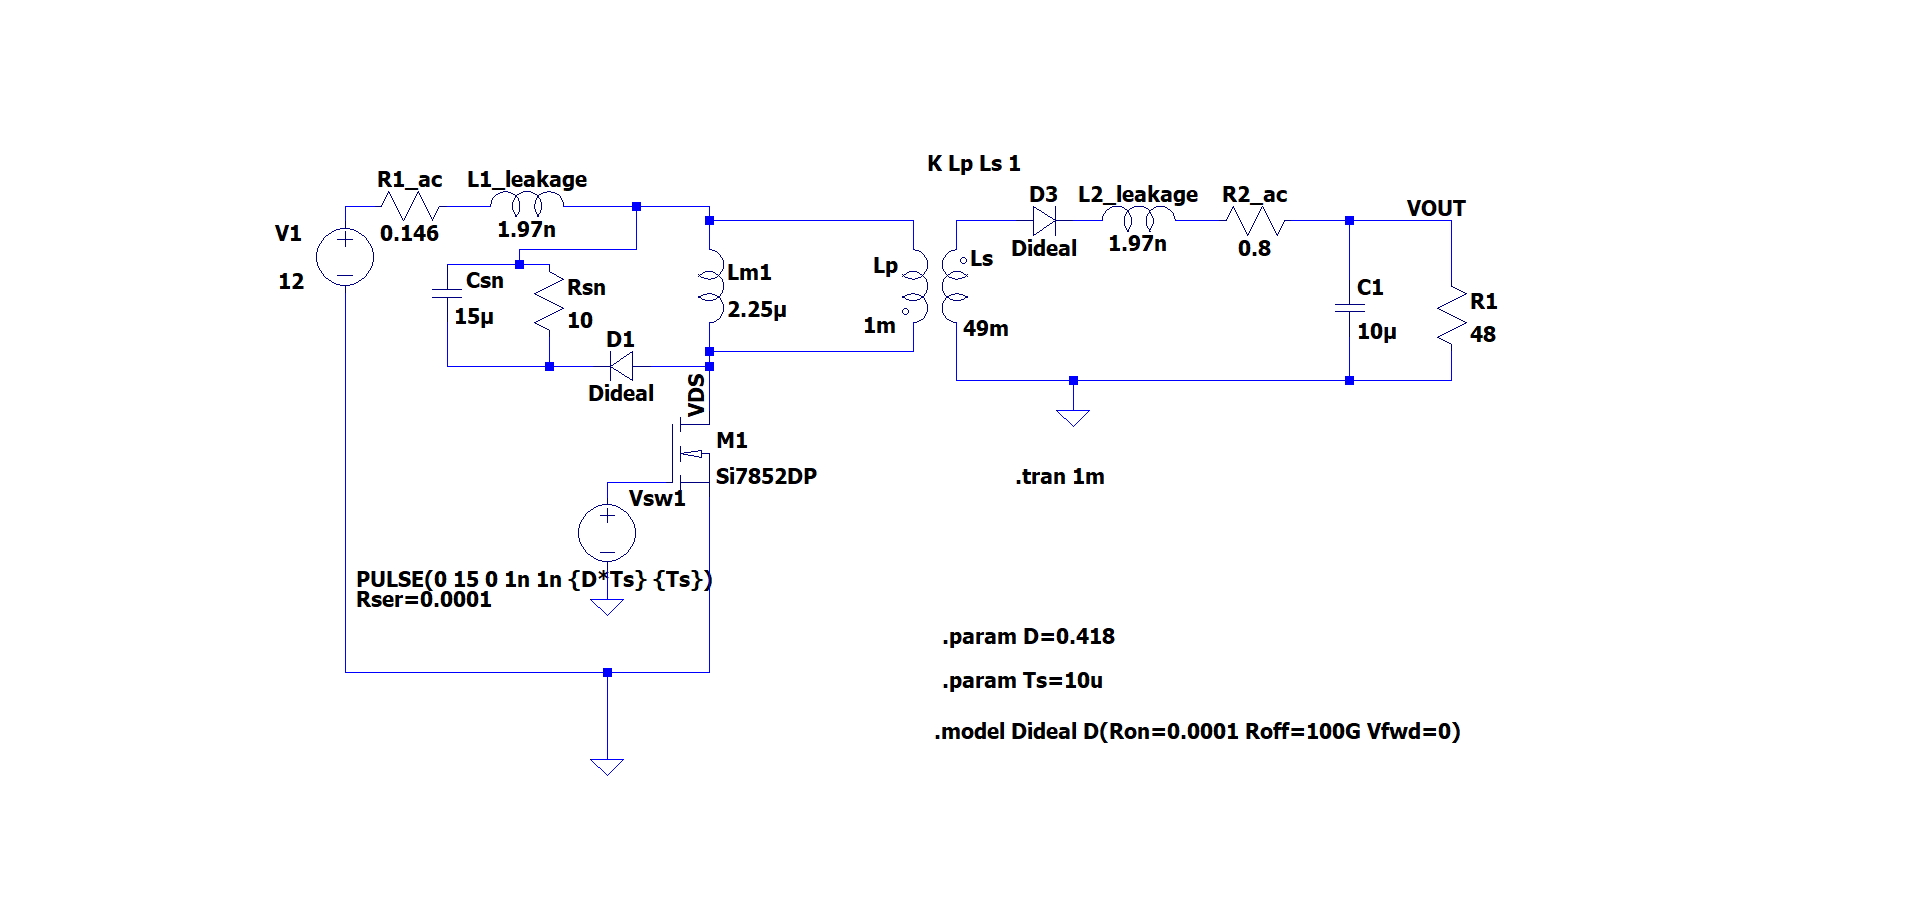 K Lp Ls 1
R1_ac
L1_leakage
D3
L2_leakage
R2_ac
VOUT
V1
0.146
1.97n
Dideal
1.97n
0.8
12
Csn
Rsn
Lm1
Lp
Ls
C1
R1
15µ
10
2.25µ
1m
49m
10µ
48
D1
Dideal
VDS
M1
Si7852DP
.tran 1m
Vsw1
PULSE(0 15 0 1n 1n {D*Ts} {Ts})
Rser=0.0001
.param D=0.418
.param Ts=10u
.model Dideal D(Ron=0.0001 Roff=100G Vfwd=0)